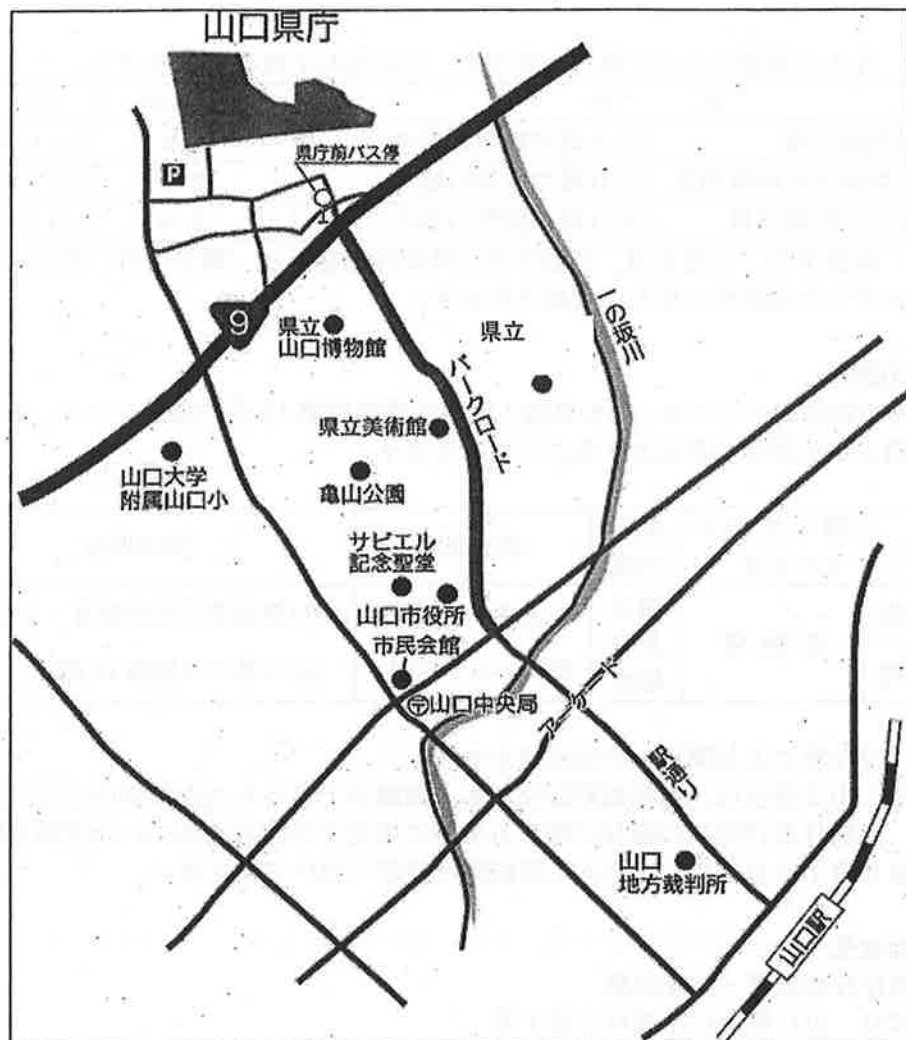 山口県庁
県庁前バス停
P
9
県立
山口博物館
県立
一の坂川
パークロード
県立美術館
山口大学
附属山口小
亀山公園
サビエル
記念聖堂
山口市役所
市民会館
〒山口中央局
アーケード
駅通り
山口
地方裁判所
山口駅